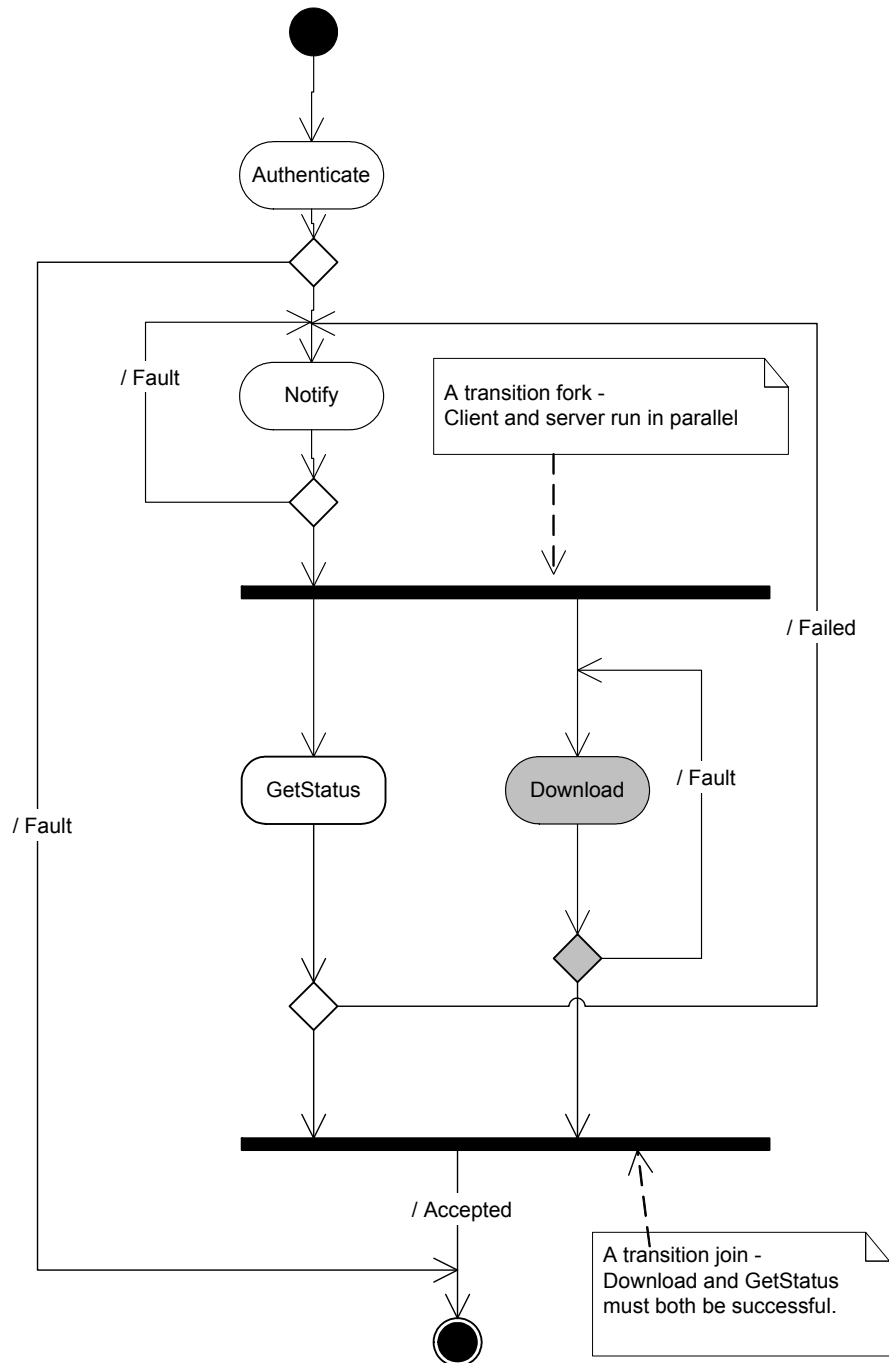 Authenticate
/ Fault
Notify
A transition fork -
Client and server run in parallel
/ Failed
GetStatus
Download
/ Fault
/ Fault
/ Accepted
A transition join -
Download and GetStatus
must both be successful.